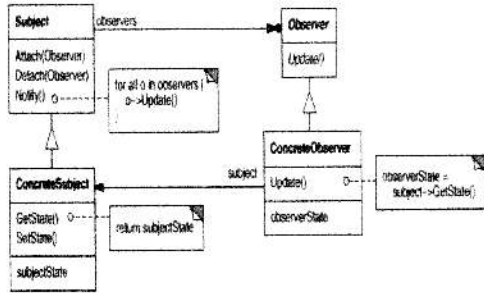 Subject
observers
Observer
Attach(Observer)
Detach(Observer)
Notify()
Update()
for all o in observers {
o->Update()
}
ConcreteSubject
GetState()
SetState()
subjectState
return subjectState
subject
ConcreteObserver
Update()
observerState
observerState =
subject->GetState()